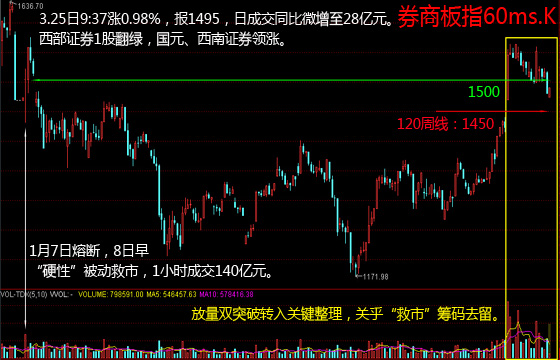 1636.70
3.25日9:37涨0.98%，报1495，日成交同比微增至28亿元。
券商板指60ms.K
西部证券1股翻绿，国元、西南证券领涨。
1500
120周线：1450
1月7日熔断，8日早
“硬性”被动救市，1小时成交140亿元。
1171.98
VOL-TDX(5,10) VVOL: - VOLUME: 798591.00 MA5: 546457.63 MA10: 578416.38
放量双突破转入关键整理，关乎“救市”筹码去留。